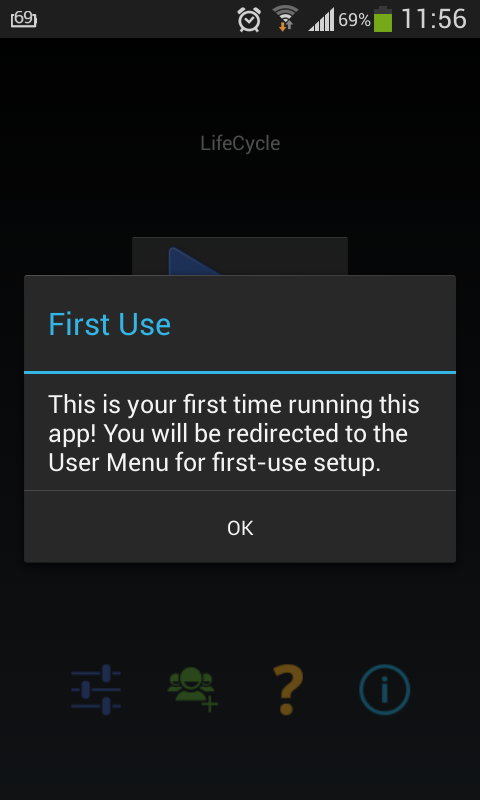 69
69% 11:56
LifeCycle
First Use
This is your first time running this
app! You will be redirected to the
User Menu for first-use setup.
OK